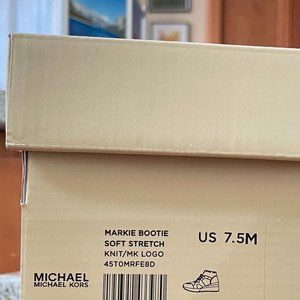 MARKIE BOOTIE
SOFT STRETCH
KNIT/MK LOGO
45T0MRFE8D
US 7.5M
MICHAEL
MICHAEL KORS